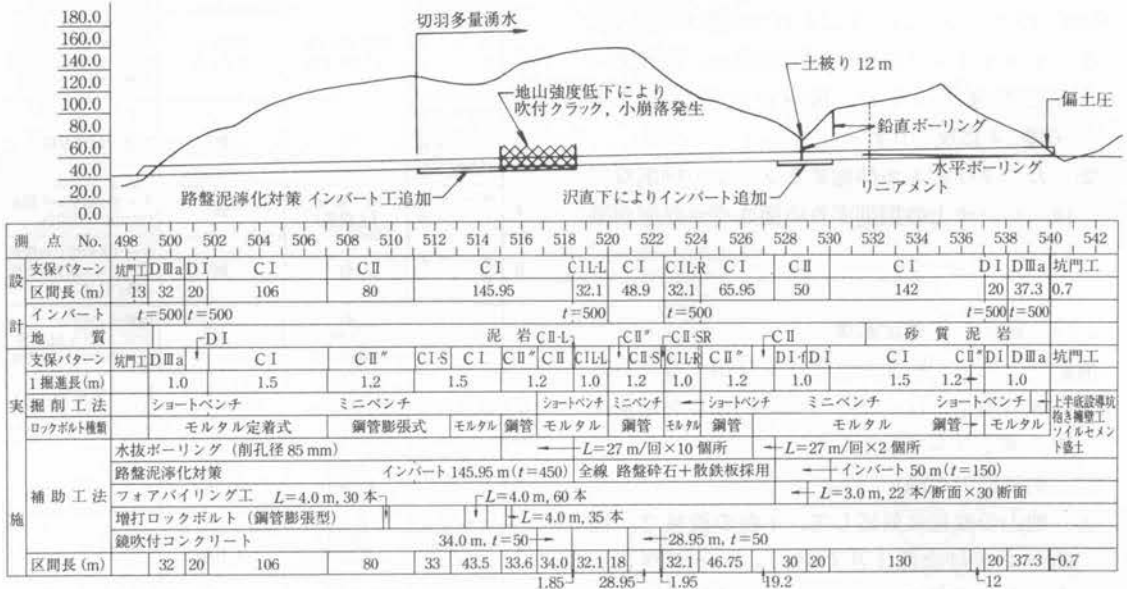 180.0
160.0
140.0
120.0
100.0
80.0
60.0
40.0
20.0
0.0
切羽多量湧水
地山強度低下により
吹付クラック，小崩落発生
土被り 12 m
偏土圧
鉛直ボーリング
水平ボーリング
リニアメント
路盤泥濘化対策 インバート工追加
沢直下によりインバート追加
測 点 No. 498 500 502 504 506 508 510 512 514 516 518 520 522 524 526 528 530 532 534 536 538 540 542
設計
支保パターン 坑門工 DⅢa DⅠ CⅠ CⅡ CⅠ CⅡL-L CⅠ CⅡL-R CⅠ CⅡ CⅠ DⅠ DⅢa 坑門工
区間長 (m) 13 32 20 106 80 145.95 32.1 48.9 32.1 65.95 50 142 20 37.3 0.7
インバート t=500 t=500 t=500 t=500 t=500 t=500
地 質 DⅠ 泥 岩 CⅡ-L CⅡ″ CⅡ-SR CⅡ 砂 質 泥 岩
実施
支保パターン 坑門工 DⅢa CⅠ CⅡ″ CⅠ-S CⅠ CⅡ″ CⅡ CⅡL-L CⅡ-S CⅡL-R CⅡ″ DⅠ-f DⅠ CⅠ CⅡ″ DⅠ DⅢa 坑門工
1 掘進長(m) 1.0 1.5 1.2 1.5 1.2 1.0 1.2 1.0 1.2 1.0 1.5 1.2 1.0
掘削工法 ショートベンチ ミニベンチ ショートベンチ ミニベンチ ショートベンチ ミニベンチ ショートベンチ 上半底設導坑
抱き擁壁工
ソイルセメン
ト盛土
ロックボルト種類 モルタル定着式 鋼管膨張式 モルタル 鋼管 モルタル 鋼管 モルタル 鋼管 モルタル 鋼管 モルタル
補助工法
水抜ボーリング (削孔径 85 mm) L=27 m/回×10 個所 L=27 m/回×2 個所
路盤泥濘化対策 インバート 145.95 m (t=450) 全線 路盤砕石+散鉄板採用 インバート 50 m (t=150)
フォアパイリング工 L=4.0 m, 30 本 L=4.0 m, 60 本 L=3.0 m, 22 本/断面×30 断面
増打ロックボルト (鋼管膨張型) L=4.0 m, 35 本
鏡吹付コンクリート 34.0 m, t=50 28.95 m, t=50
区間長 (m) 32 20 106 80 33 43.5 33.6 34.0 32.1 18 32.1 46.75 30 20 130 20 37.3 0.7
1.85 28.95 1.95 19.2 12